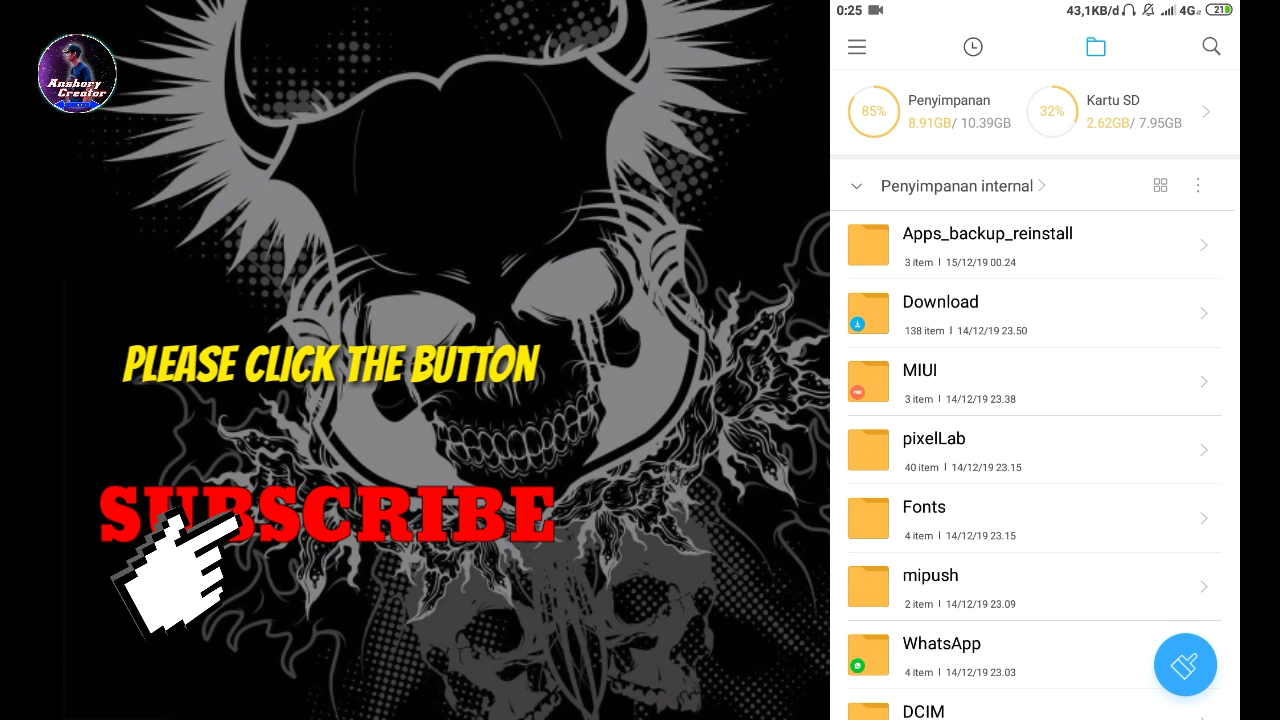 Anshory
Creator
PLEASE CLICK THE BUTTON
SUBSCRIBE
0:25
43,1KB/d
4G
21
85%
Penyimpanan
8.91GB/ 10.39GB
32%
Kartu SD
2.62GB/ 7.95GB
Penyimpanan internal
Apps_backup_reinstall
3 item | 15/12/19 00.24
Download
138 item | 14/12/19 23.50
MIUI
3 item | 14/12/19 23.38
pixelLab
40 item | 14/12/19 23.15
Fonts
4 item | 14/12/19 23.15
mipush
2 item | 14/12/19 23.09
WhatsApp
4 item | 14/12/19 23.03
DCIM